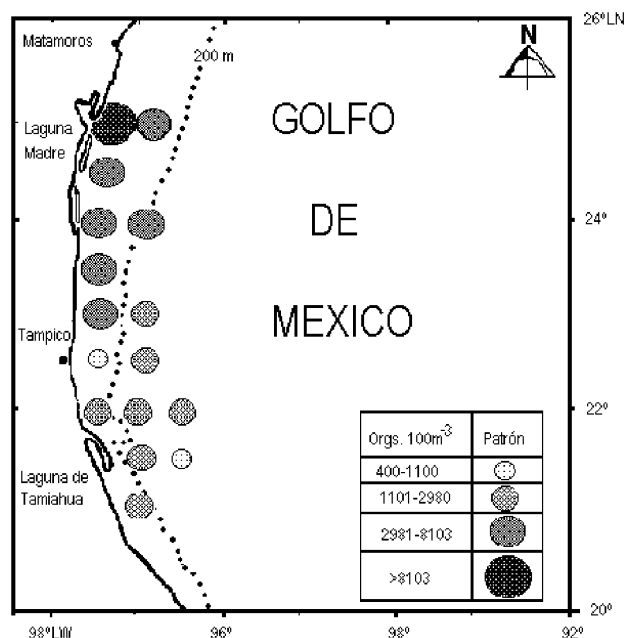 26°LN
Matamoros
N
200 m
GOLFO
Laguna
Madre
DE
24°
MEXICO
Tampico
22°
Orgs. 100m-3 Patrón
400-1100
1101-2980
2981-8103
>8103
Laguna de
Tamiahua
20°
98°LW 96° 98° 92°